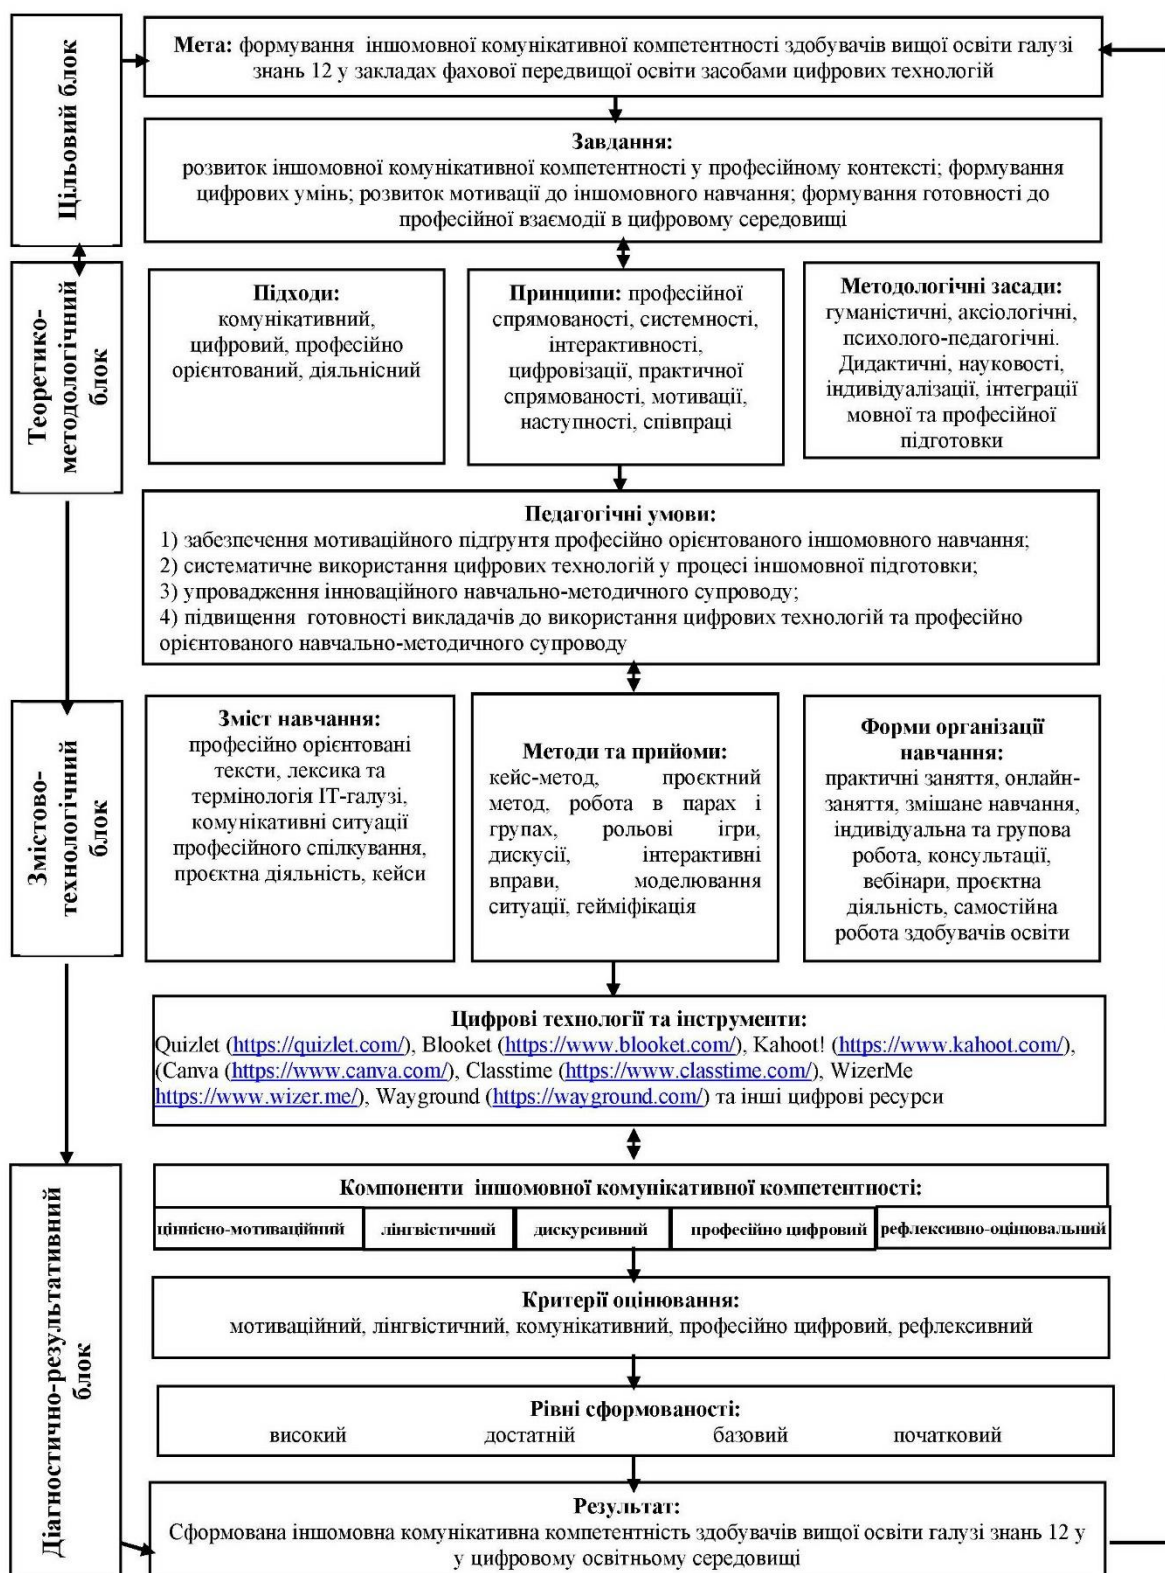 Цільовий блок
Мета: формування іншомовної комунікативної компетентності здобувачів вищої освіти галузі
знань 12 у закладах фахової передвищої освіти засобами цифрових технологій
Завдання:
розвиток іншомовної комунікативної компетентності у професійному контексті; формування
цифрових умінь; розвиток мотивації до іншомовного навчання; формування готовності до
професійної взаємодії в цифровому середовищі
Теоретико-
методологічний
блок
Підходи:
комунікативний,
цифровий, професійно
орієнтований, діяльнісний
Принципи: професійної
спрямованості, системності,
інтерактивності,
цифровізації, практичної
спрямованості, мотивації,
наступності, співпраці
Методологічні засади:
гуманістичні, аксіологічні,
психолого-педагогічні.
Дидактичні, науковості,
індивідуалізації, інтеграції
мовної та професійної
підготовки
Педагогічні умови:
1) забезпечення мотиваційного підґрунтя професійно орієнтованого іншомовного навчання;
2) систематичне використання цифрових технологій у процесі іншомовної підготовки;
3) упровадження інноваційного навчально-методичного супроводу;
4) підвищення готовності викладачів до використання цифрових технологій та професійно
орієнтованого навчально-методичного супроводу
Змістово-
технологічний
блок
Зміст навчання:
професійно орієнтовані
тексти, лексика та
термінологія ІТ-галузі,
комунікативні ситуації
професійного спілкування,
проєктна діяльність, кейси
Методи та прийоми:
кейс-метод, проєктний
метод, робота в парах і
групах, рольові ігри,
дискусії, інтерактивні
вправи, моделювання
ситуації, гейміфікація
Форми організації
навчання:
практичні заняття, онлайн-
заняття, змішане навчання,
індивідуальна та групова
робота, консультації,
вебінари, проєктна
діяльність, самостійна
робота здобувачів освіти
Цифрові технології та інструменти:
Quizlet (https://quizlet.com/), Blooket (https://www.blooket.com/), Kahoot! (https://www.kahoot.com/),
(Canva (https://www.canva.com/), Classtime (https://www.classtime.com/), WizerMe
https://www.wizer.me/), Wayground (https://wayground.com/) та інші цифрові ресурси
Діагностично-результативний
блок
Компоненти іншомовної комунікативної компетентності:
ціннісно-мотиваційний
лінгвістичний
дискурсивний
професійно цифровий
рефлексивно-оцінювальний
Критерії оцінювання:
мотиваційний, лінгвістичний, комунікативний, професійно цифровий, рефлексивний
Рівні сформованості:
високий достатній базовий початковий
Результат:
Сформована іншомовна комунікативна компетентність здобувачів вищої освіти галузі знань 12 у
у цифровому освітньому середовищі